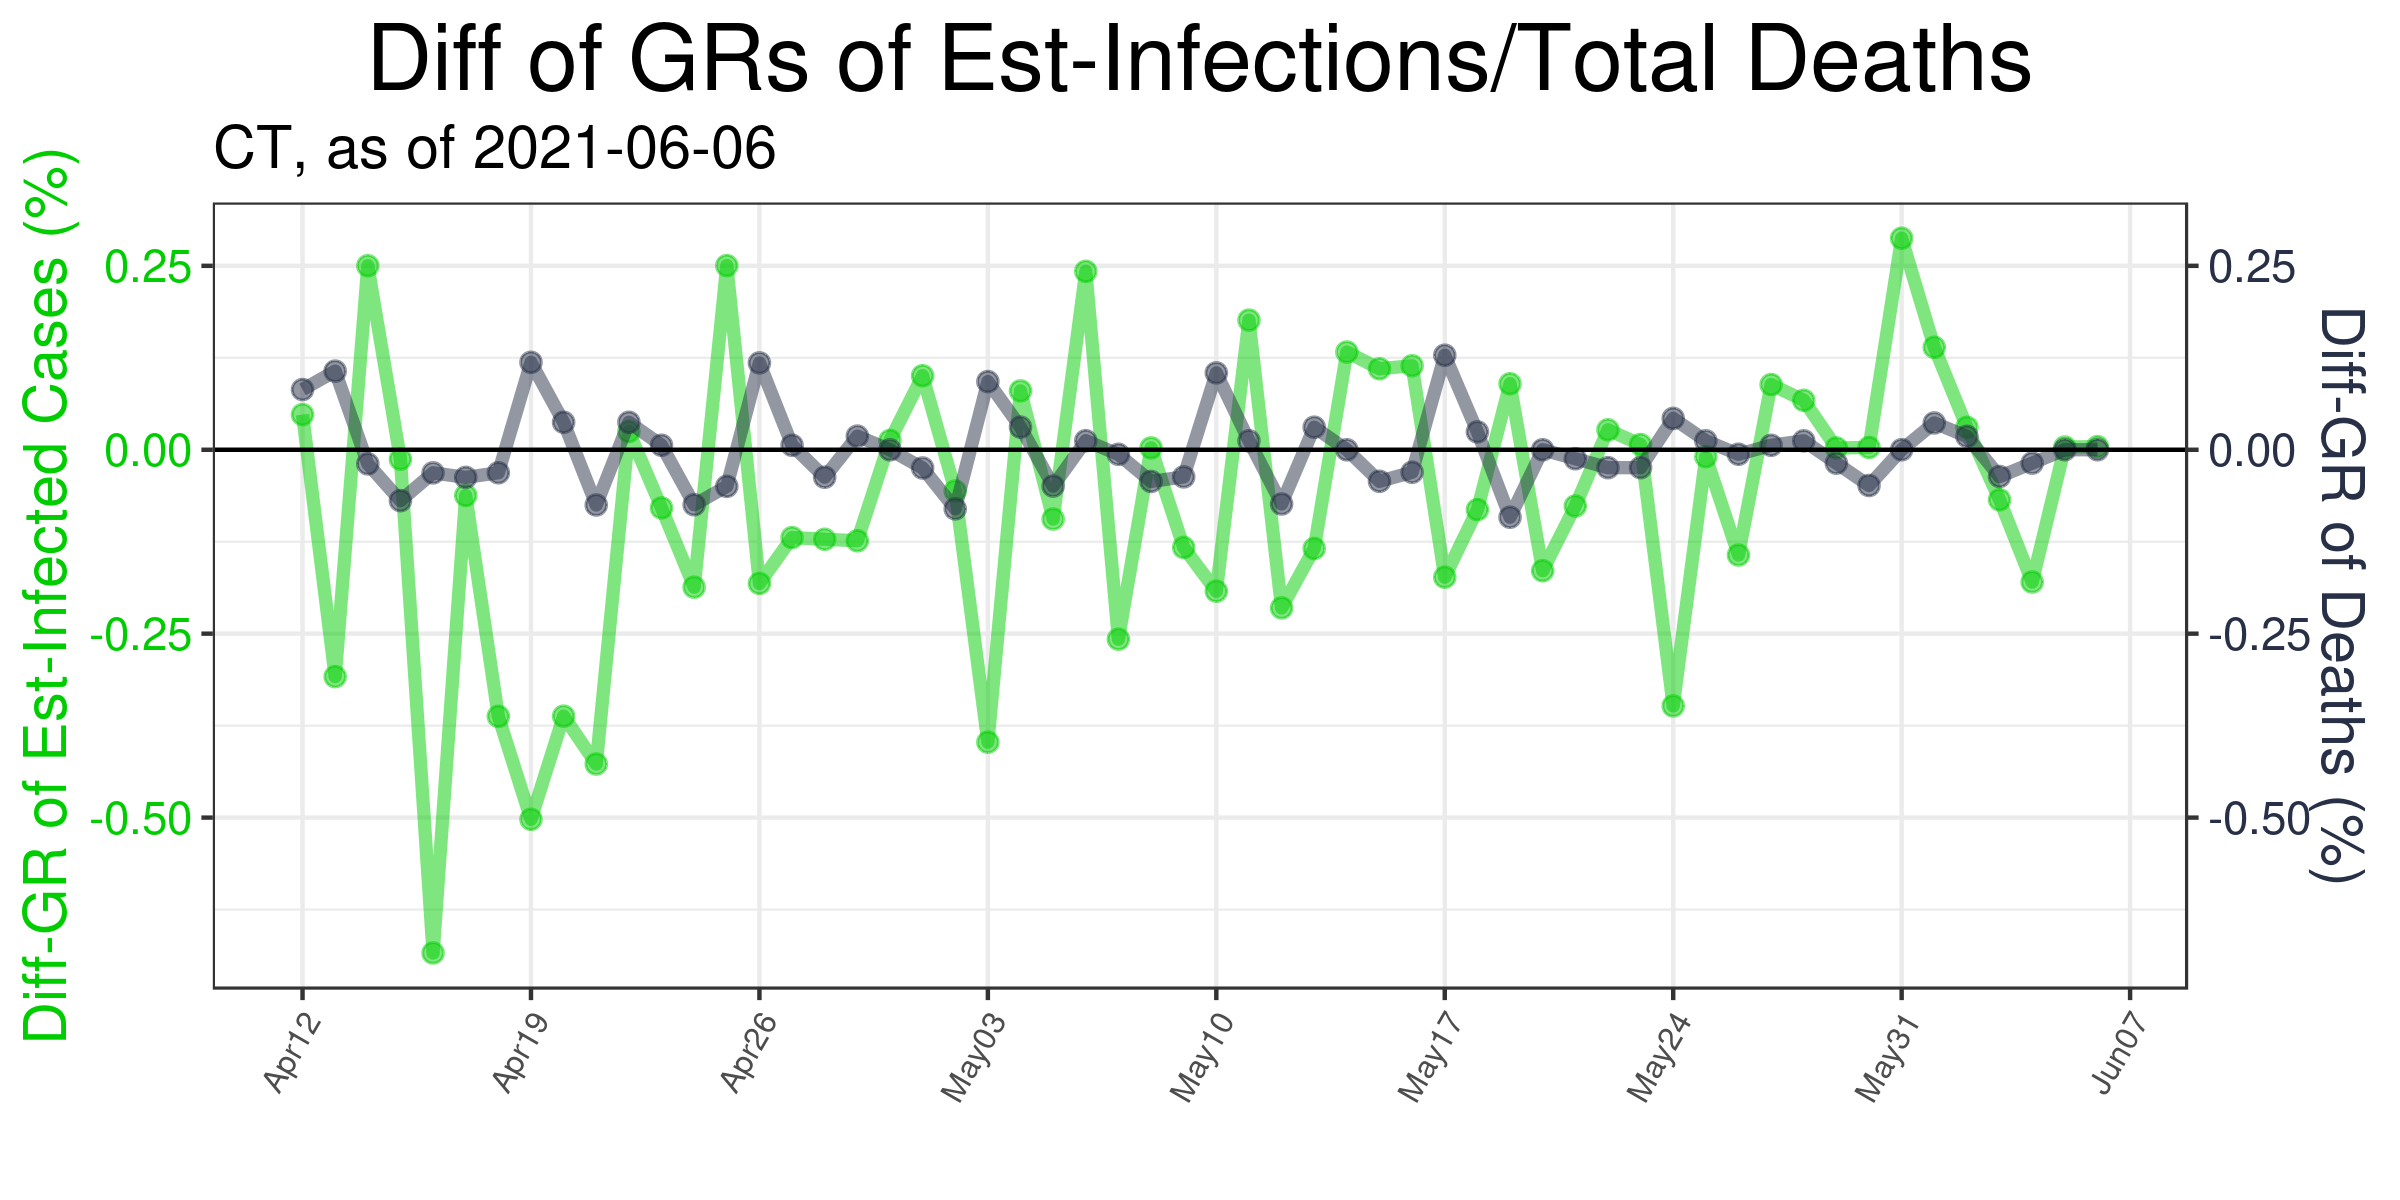 Diff of GRs of Est-Infections/Total Deaths
CT, as of 2021-06-06
Diff-GR of Est-Infected Cases (%)
0.25
0.00
-0.25
-0.50
0.25
0.00
-0.25
-0.50
Diff-GR of Deaths (%)
Apr12
Apr19
Apr26
May03
May10
May17
May24
May31
Jun07